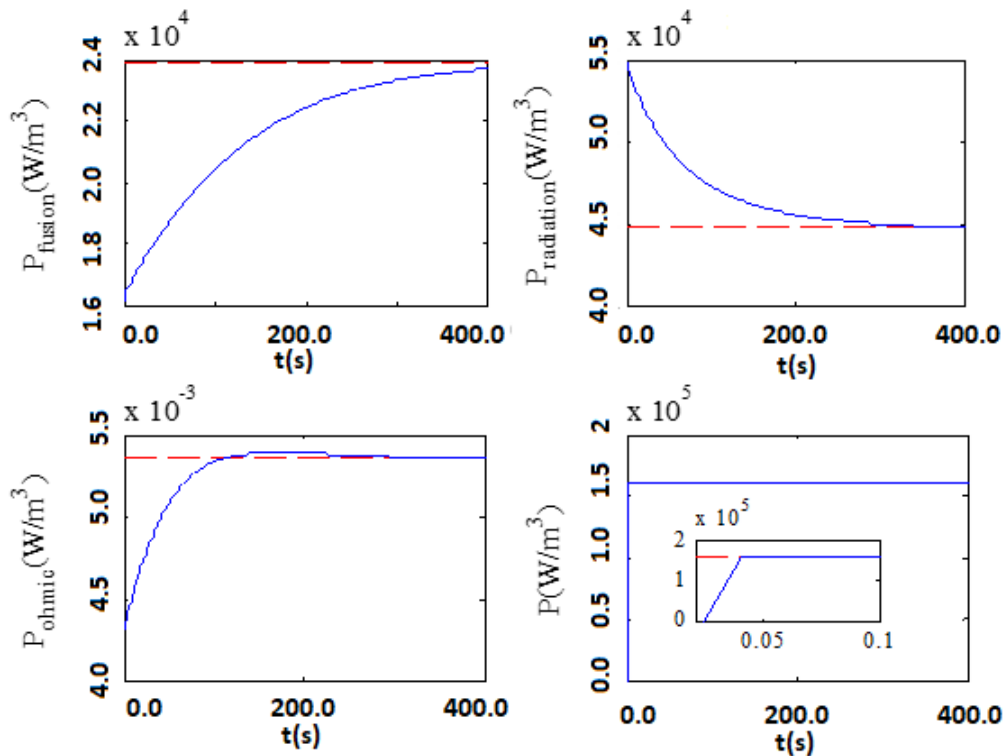 x 10^4
P_fusion(W/m^3)
2.4
2.2
2.0
1.8
1.6
0.0 200.0 400.0
t(s)
x 10^4
P_radiation(W/m^3)
5.5
5.0
4.5
4.0
0.0 200.0 400.0
t(s)
x 10^-3
P_ohmic(W/m^3)
5.5
5.0
4.5
4.0
0.0 200.0 400.0
t(s)
x 10^5
P(W/m^3)
2
1.5
1.0
0.5
0.0
x 10^5
2
1
0
0.05 0.1
0.0 200.0 400.0
t(s)